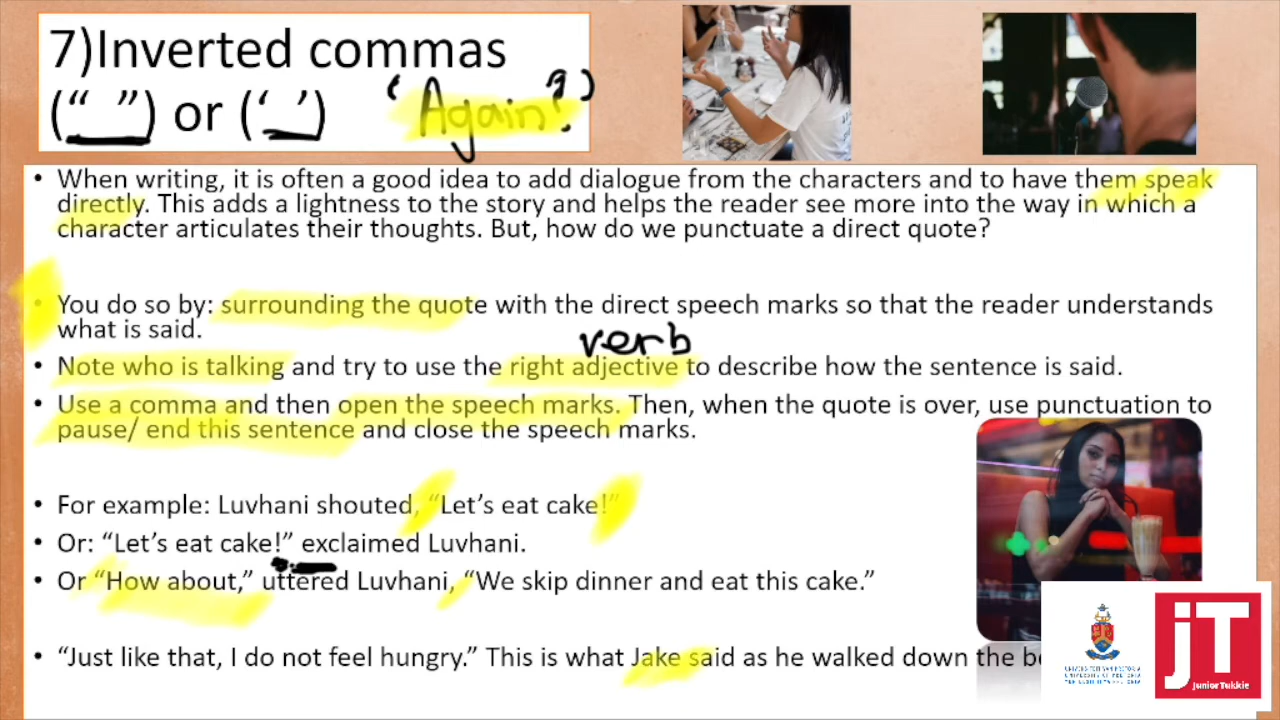 7)Inverted commas
(“__”) or (‘_’) ‘Again?’
When writing, it is often a good idea to add dialogue from the characters and to have them speak
directly. This adds a lightness to the story and helps the reader see more into the way in which a
character articulates their thoughts. But, how do we punctuate a direct quote?
• You do so by: surrounding the quote with the direct speech marks so that the reader understands
what is said.
verb
• Note who is talking and try to use the right adjective to describe how the sentence is said.
• Use a comma and then open the speech marks. Then, when the quote is over, use punctuation to
pause/ end this sentence and close the speech marks.
• For example: Luvhani shouted, “Let’s eat cake!”
• Or: “Let’s eat cake!” exclaimed Luvhani.
• Or “How about,” uttered Luvhani, “We skip dinner and eat this cake.”
• “Just like that, I do not feel hungry.” This is what Jake said as he walked down the
jT
Junior Tukkie